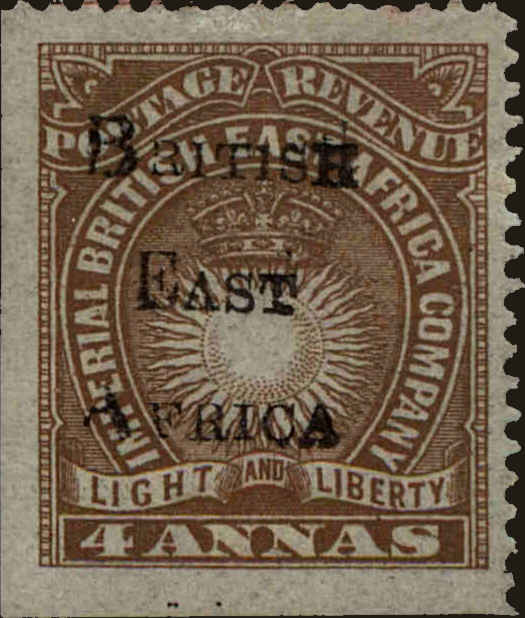 POSTAGE REVENUE
IMPERIAL BRITISH EAST AFRICA COMPANY
BRITISH
EAST
AFRICA
LIGHT AND LIBERTY
4 ANNAS